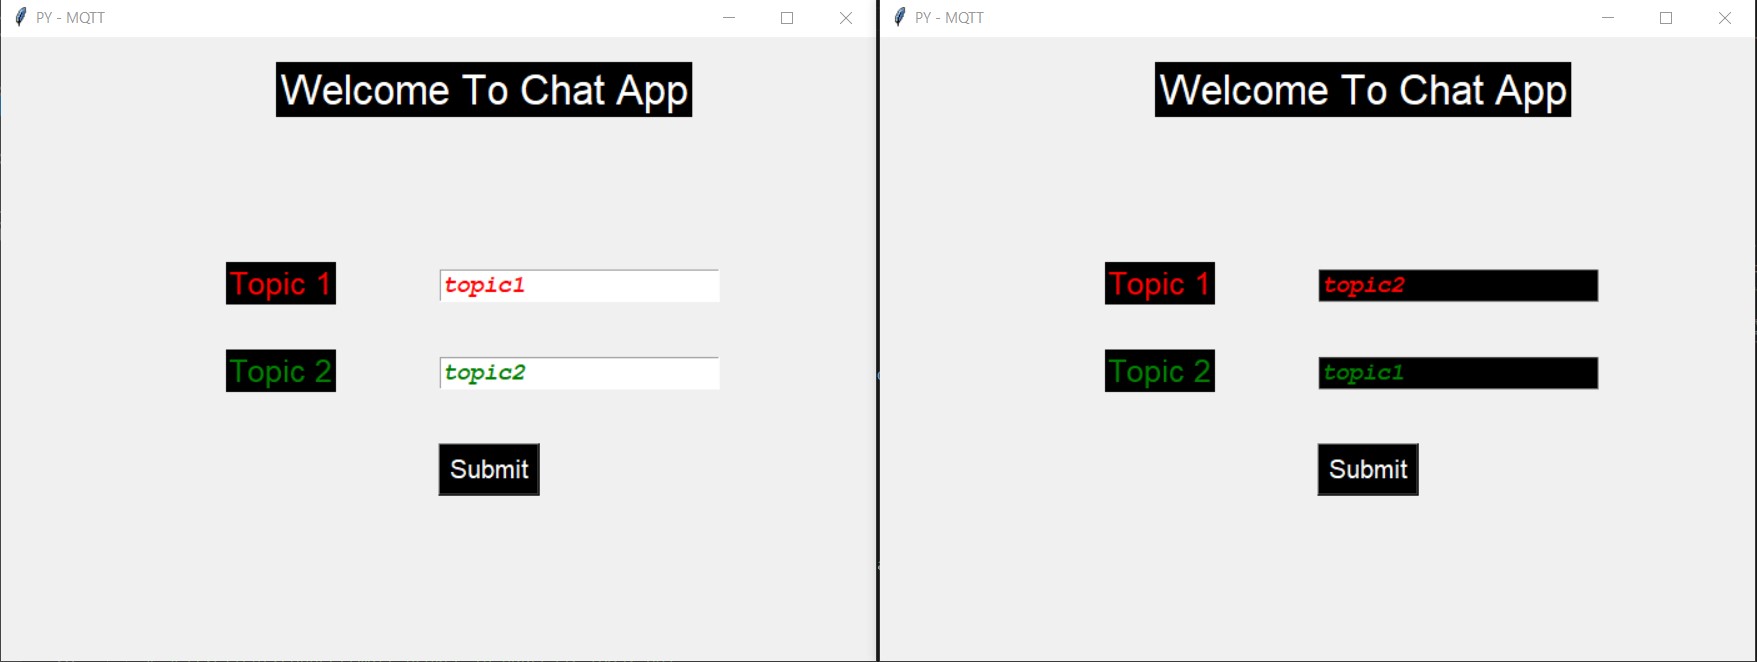 PY - MQTT
Welcome To Chat App
Topic 1
topic1
Topic 2
topic2
Submit
PY - MQTT
Welcome To Chat App
Topic 1
topic2
Topic 2
topic1
Submit